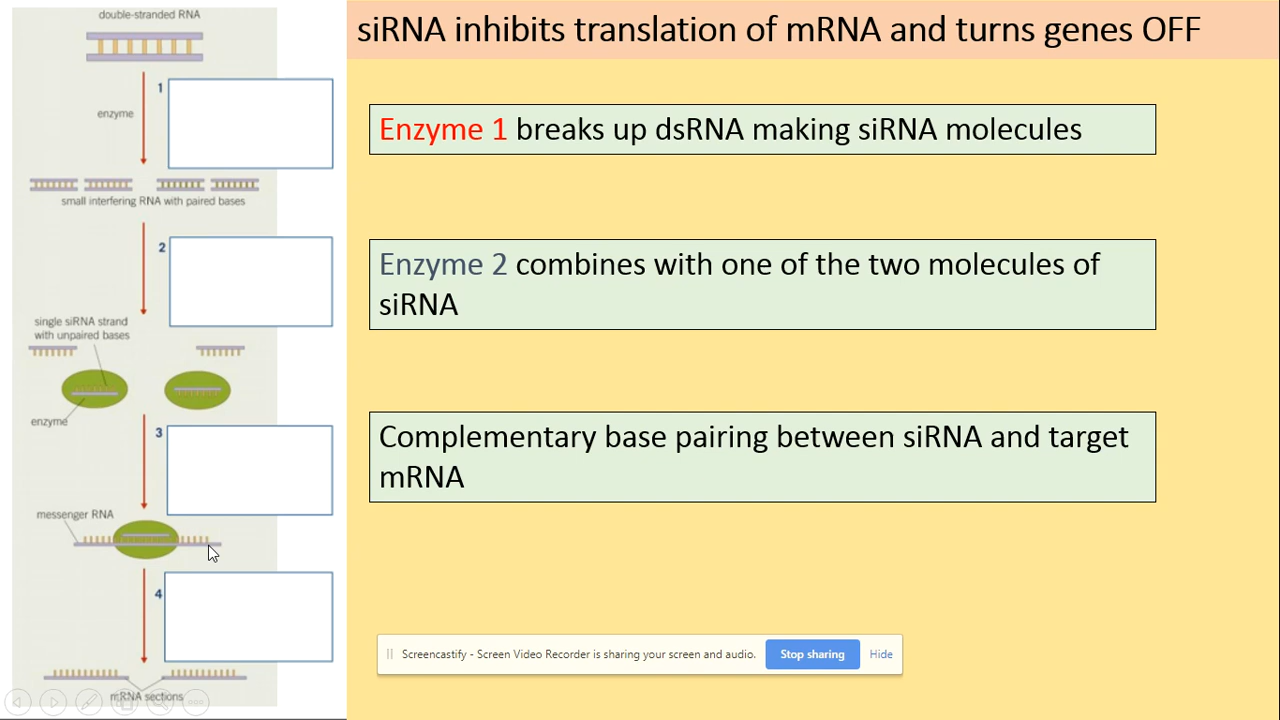 double-stranded RNA
siRNA inhibits translation of mRNA and turns genes OFF
1
enzyme
Enzyme 1 breaks up dsRNA making siRNA molecules
small interfering RNA with paired bases
2
Enzyme 2 combines with one of the two molecules of
siRNA
single siRNA strand
with unpaired bases
enzyme
3
Complementary base pairing between siRNA and target
mRNA
messenger RNA
4
Screencastify - Screen Video Recorder is sharing your screen and audio.
Stop sharing
Hide
mRNA sections